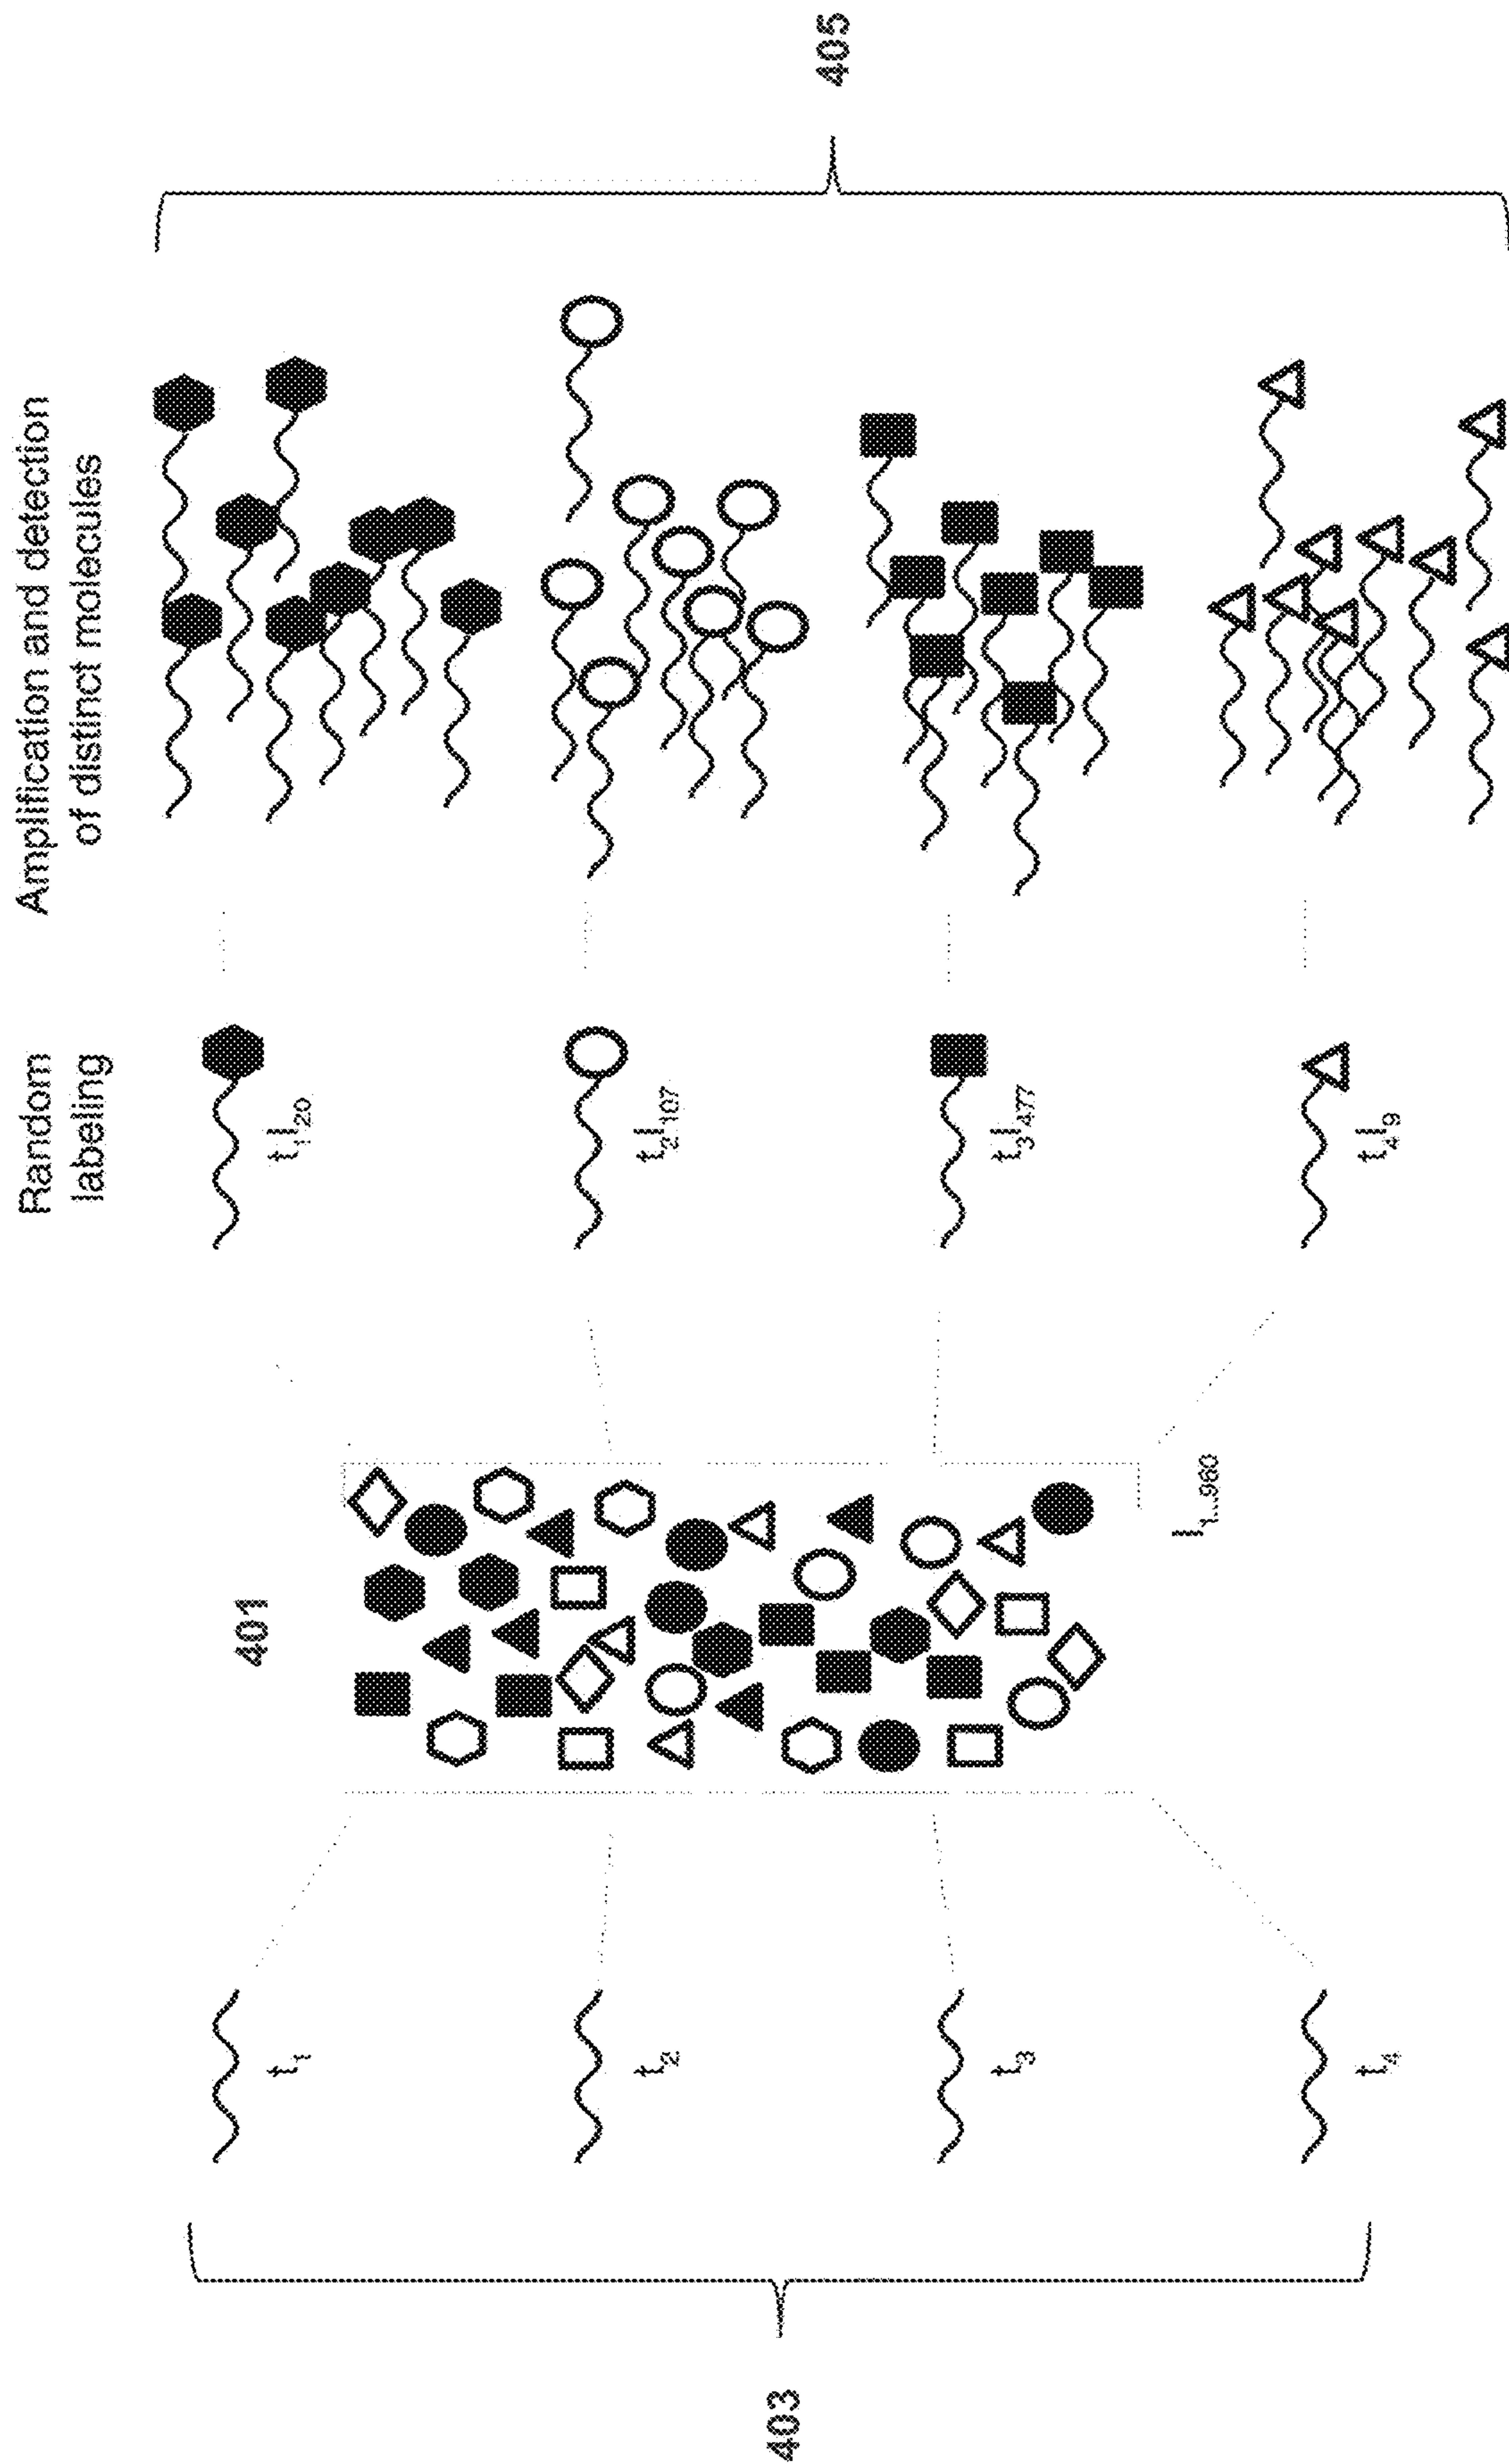 Random
labeling
Amplification and detection
of distinct molecules
401
t₁
t₁l₂₀
t₂
t₂l₁₀₇
403
405
t₃
t₃l₄₇₇
l₁...₉₆₀
t₄
t₄l₉